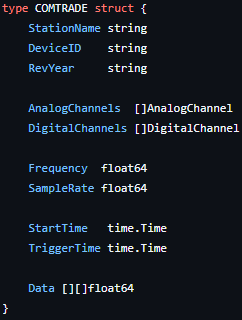 type COMTRADE struct {
    StationName string
    DeviceID    string
    RevYear     string

    AnalogChannels  []AnalogChannel
    DigitalChannels []DigitalChannel

    Frequency  float64
    SampleRate float64

    StartTime   time.Time
    TriggerTime time.Time

    Data [][]float64
}